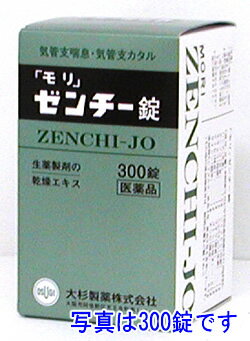 気管支喘息・気管支カタル
「モリ」
ゼンチー錠
ZENCHI-JO
生薬製剤の
乾燥エキス
300錠
医薬品
OSUGI
大杉製薬株式会社
MORI
ZENCHI-JO
写真は300錠です